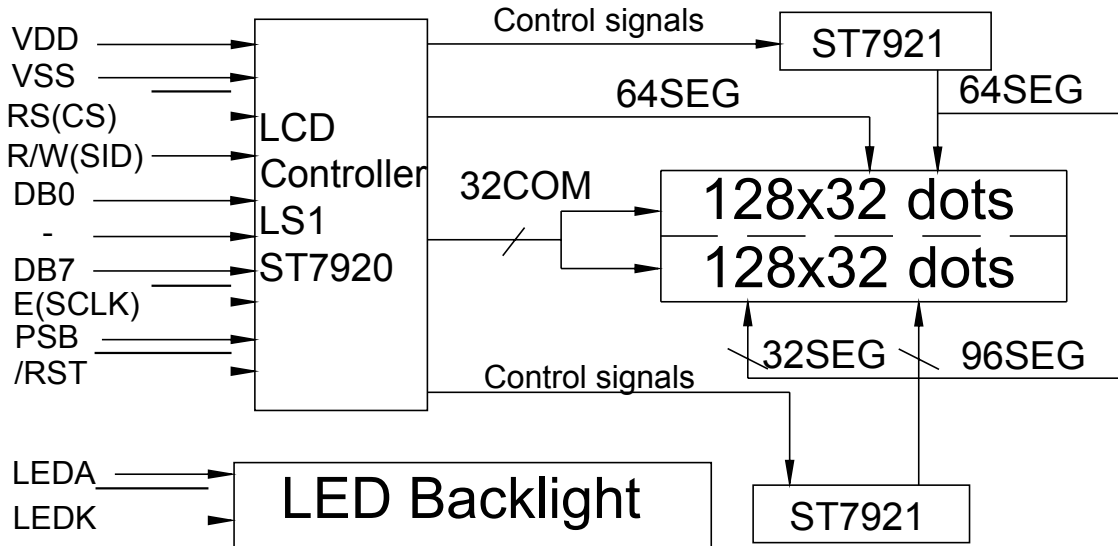 VDD
VSS
RS(CS)
R/W(SID)
DB0
-
DB7
E(SCLK)
PSB
/RST
LCD
Controller
LS1
ST7920
Control signals
ST7921
64SEG
64SEG
32COM
128x32 dots
128x32 dots
32SEG
96SEG
Control signals
ST7921
LEDA
LEDK
LED Backlight